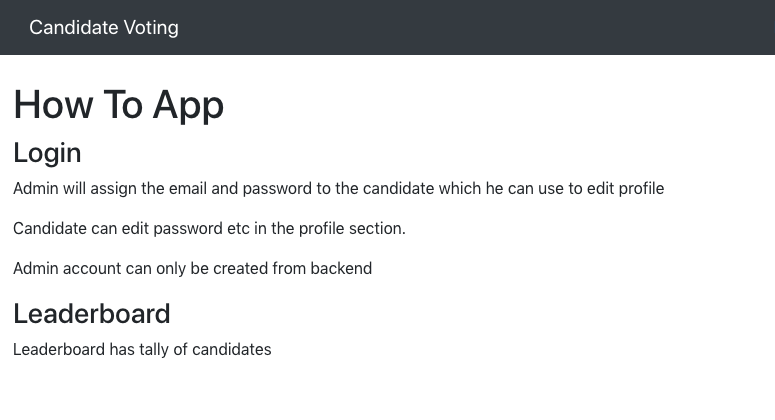 Candidate Voting
How To App
Login
Admin will assign the email and password to the candidate which he can use to edit profile
Candidate can edit password etc in the profile section.
Admin account can only be created from backend
Leaderboard
Leaderboard has tally of candidates